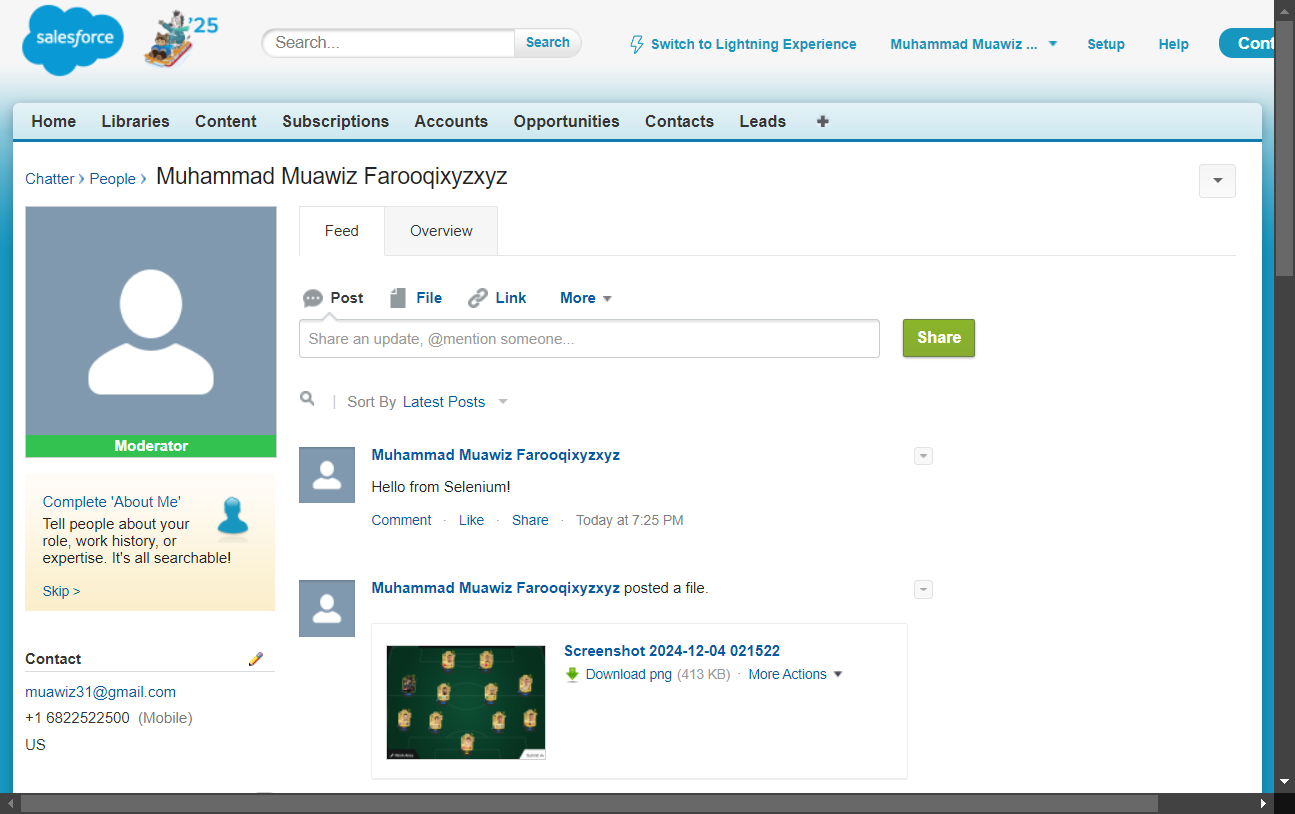 salesforce
'25
Search...
Search
Switch to Lightning Experience
Muhammad Muawiz ...
Setup
Help
Cont
Home
Libraries
Content
Subscriptions
Accounts
Opportunities
Contacts
Leads
Chatter › People › Muhammad Muawiz Farooqixyzxyz
Moderator
Complete 'About Me'
Tell people about your
role, work history, or
expertise. It's all searchable!
Skip >
Contact
muawiz31@gmail.com
+1 6822522500 (Mobile)
US
Feed
Overview
Post
File
Link
More
Share an update, @mention someone...
Share
Sort By Latest Posts
Muhammad Muawiz Farooqixyzxyz
Hello from Selenium!
Comment · Like · Share · Today at 7:25 PM
Muhammad Muawiz Farooqixyzxyz posted a file.
Screenshot 2024-12-04 021522
Download png (413 KB) · More Actions